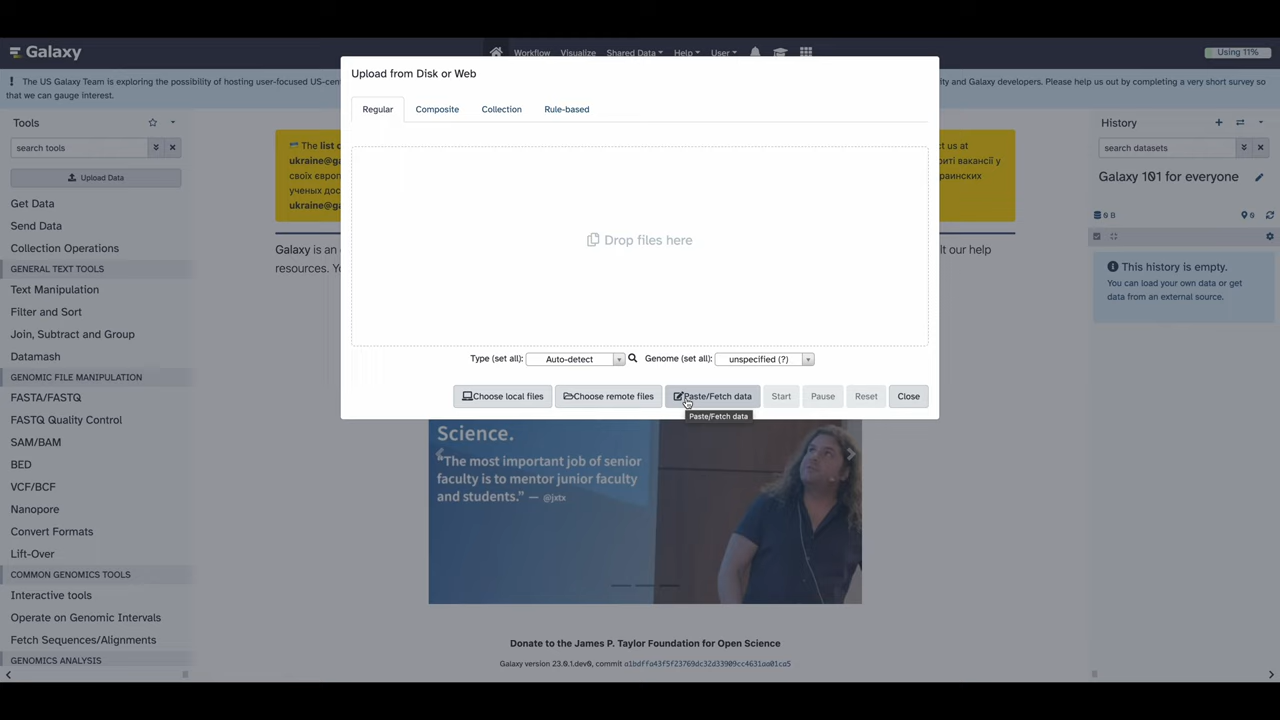 Galaxy
Workflow Visualize Shared Data Help User
Using 11%
! The US Galaxy Team is exploring the possibility of hosting user-focused US-cent
ity and Galaxy developers. Please help us by completing a very short survey so
that we can gauge interest.
Tools
search tools
Upload Data
Get Data
Send Data
Collection Operations
GENERAL TEXT TOOLS
Text Manipulation
Filter and Sort
Join, Subtract and Group
Datamash
GENOMIC FILE MANIPULATION
FASTA/FASTQ
FASTQ Quality Control
SAM/BAM
BED
VCF/BCF
Nanopore
Convert Formats
Lift-Over
COMMON GENOMICS TOOLS
Interactive tools
Operate on Genomic Intervals
Fetch Sequences/Alignments
GENOMICS ANALYSIS
The list
ukraine@ga
своїх європ
ученых дос
ukraine@ga
Galaxy is an
resources. Y
Upload from Disk or Web
Regular Composite Collection Rule-based
Drop files here
Type (set all): Auto-detect Genome (set all): unspecified (?)
Choose local files Choose remote files Paste/Fetch data Start Pause Reset Close
Paste/Fetch data
ct us at
риті вакансії у
краинских
lt our help
Science.
"The most important job of senior
faculty is to mentor junior faculty
and students." — @jxtx
Donate to the James P. Taylor Foundation for Open Science
Galaxy version 23.0.1.dev0, commit a1bdffa43f5f23769dc32d33909cc4631aa01ca5
History
search datasets
Galaxy 101 for everyone
0 B 0
This history is empty.
You can load your own data or get
data from an external source.